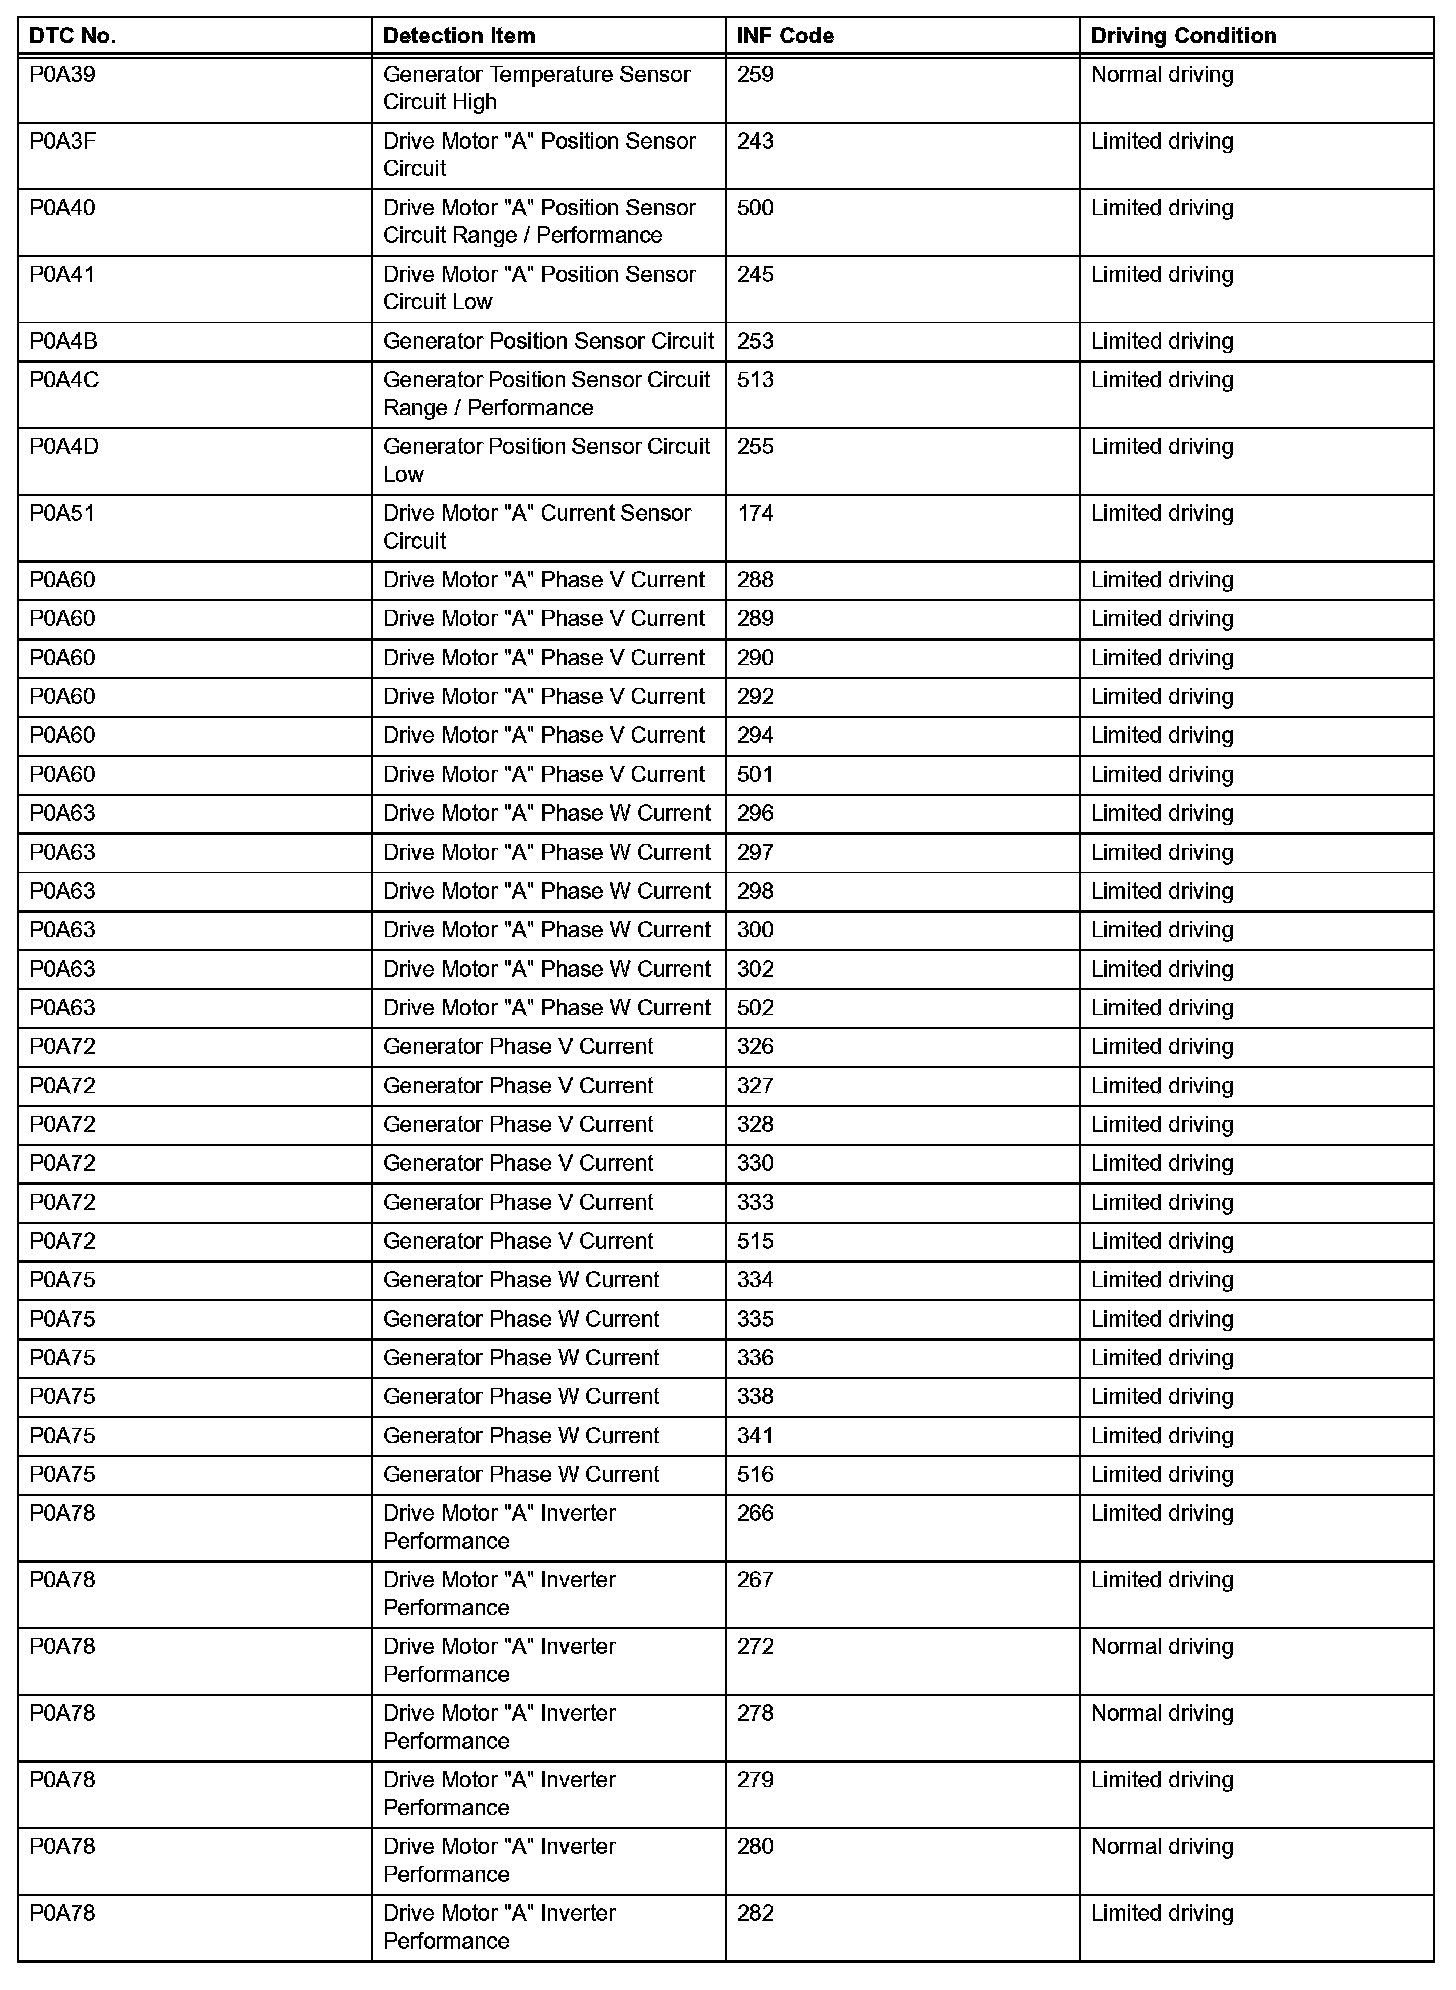 DTC No. Detection Item INF Code Driving Condition
P0A39 Generator Temperature Sensor 259 Normal driving
Circuit High
P0A3F Drive Motor "A" Position Sensor 243 Limited driving
Circuit
P0A40 Drive Motor "A" Position Sensor 500 Limited driving
Circuit Range / Performance
P0A41 Drive Motor "A" Position Sensor 245 Limited driving
Circuit Low
P0A4B Generator Position Sensor Circuit 253 Limited driving
P0A4C Generator Position Sensor Circuit 513 Limited driving
Range / Performance
P0A4D Generator Position Sensor Circuit 255 Limited driving
Low
P0A51 Drive Motor "A" Current Sensor 174 Limited driving
Circuit
P0A60 Drive Motor "A" Phase V Current 288 Limited driving
P0A60 Drive Motor "A" Phase V Current 289 Limited driving
P0A60 Drive Motor "A" Phase V Current 290 Limited driving
P0A60 Drive Motor "A" Phase V Current 292 Limited driving
P0A60 Drive Motor "A" Phase V Current 294 Limited driving
P0A60 Drive Motor "A" Phase V Current 501 Limited driving
P0A63 Drive Motor "A" Phase W Current 296 Limited driving
P0A63 Drive Motor "A" Phase W Current 297 Limited driving
P0A63 Drive Motor "A" Phase W Current 298 Limited driving
P0A63 Drive Motor "A" Phase W Current 300 Limited driving
P0A63 Drive Motor "A" Phase W Current 302 Limited driving
P0A63 Drive Motor "A" Phase W Current 502 Limited driving
P0A72 Generator Phase V Current 326 Limited driving
P0A72 Generator Phase V Current 327 Limited driving
P0A72 Generator Phase V Current 328 Limited driving
P0A72 Generator Phase V Current 330 Limited driving
P0A72 Generator Phase V Current 333 Limited driving
P0A72 Generator Phase V Current 515 Limited driving
P0A75 Generator Phase W Current 334 Limited driving
P0A75 Generator Phase W Current 335 Limited driving
P0A75 Generator Phase W Current 336 Limited driving
P0A75 Generator Phase W Current 338 Limited driving
P0A75 Generator Phase W Current 341 Limited driving
P0A75 Generator Phase W Current 516 Limited driving
P0A78 Drive Motor "A" Inverter 266 Limited driving
Performance
P0A78 Drive Motor "A" Inverter 267 Limited driving
Performance
P0A78 Drive Motor "A" Inverter 272 Normal driving
Performance
P0A78 Drive Motor "A" Inverter 278 Normal driving
Performance
P0A78 Drive Motor "A" Inverter 279 Limited driving
Performance
P0A78 Drive Motor "A" Inverter 280 Normal driving
Performance
P0A78 Drive Motor "A" Inverter 282 Limited driving
Performance